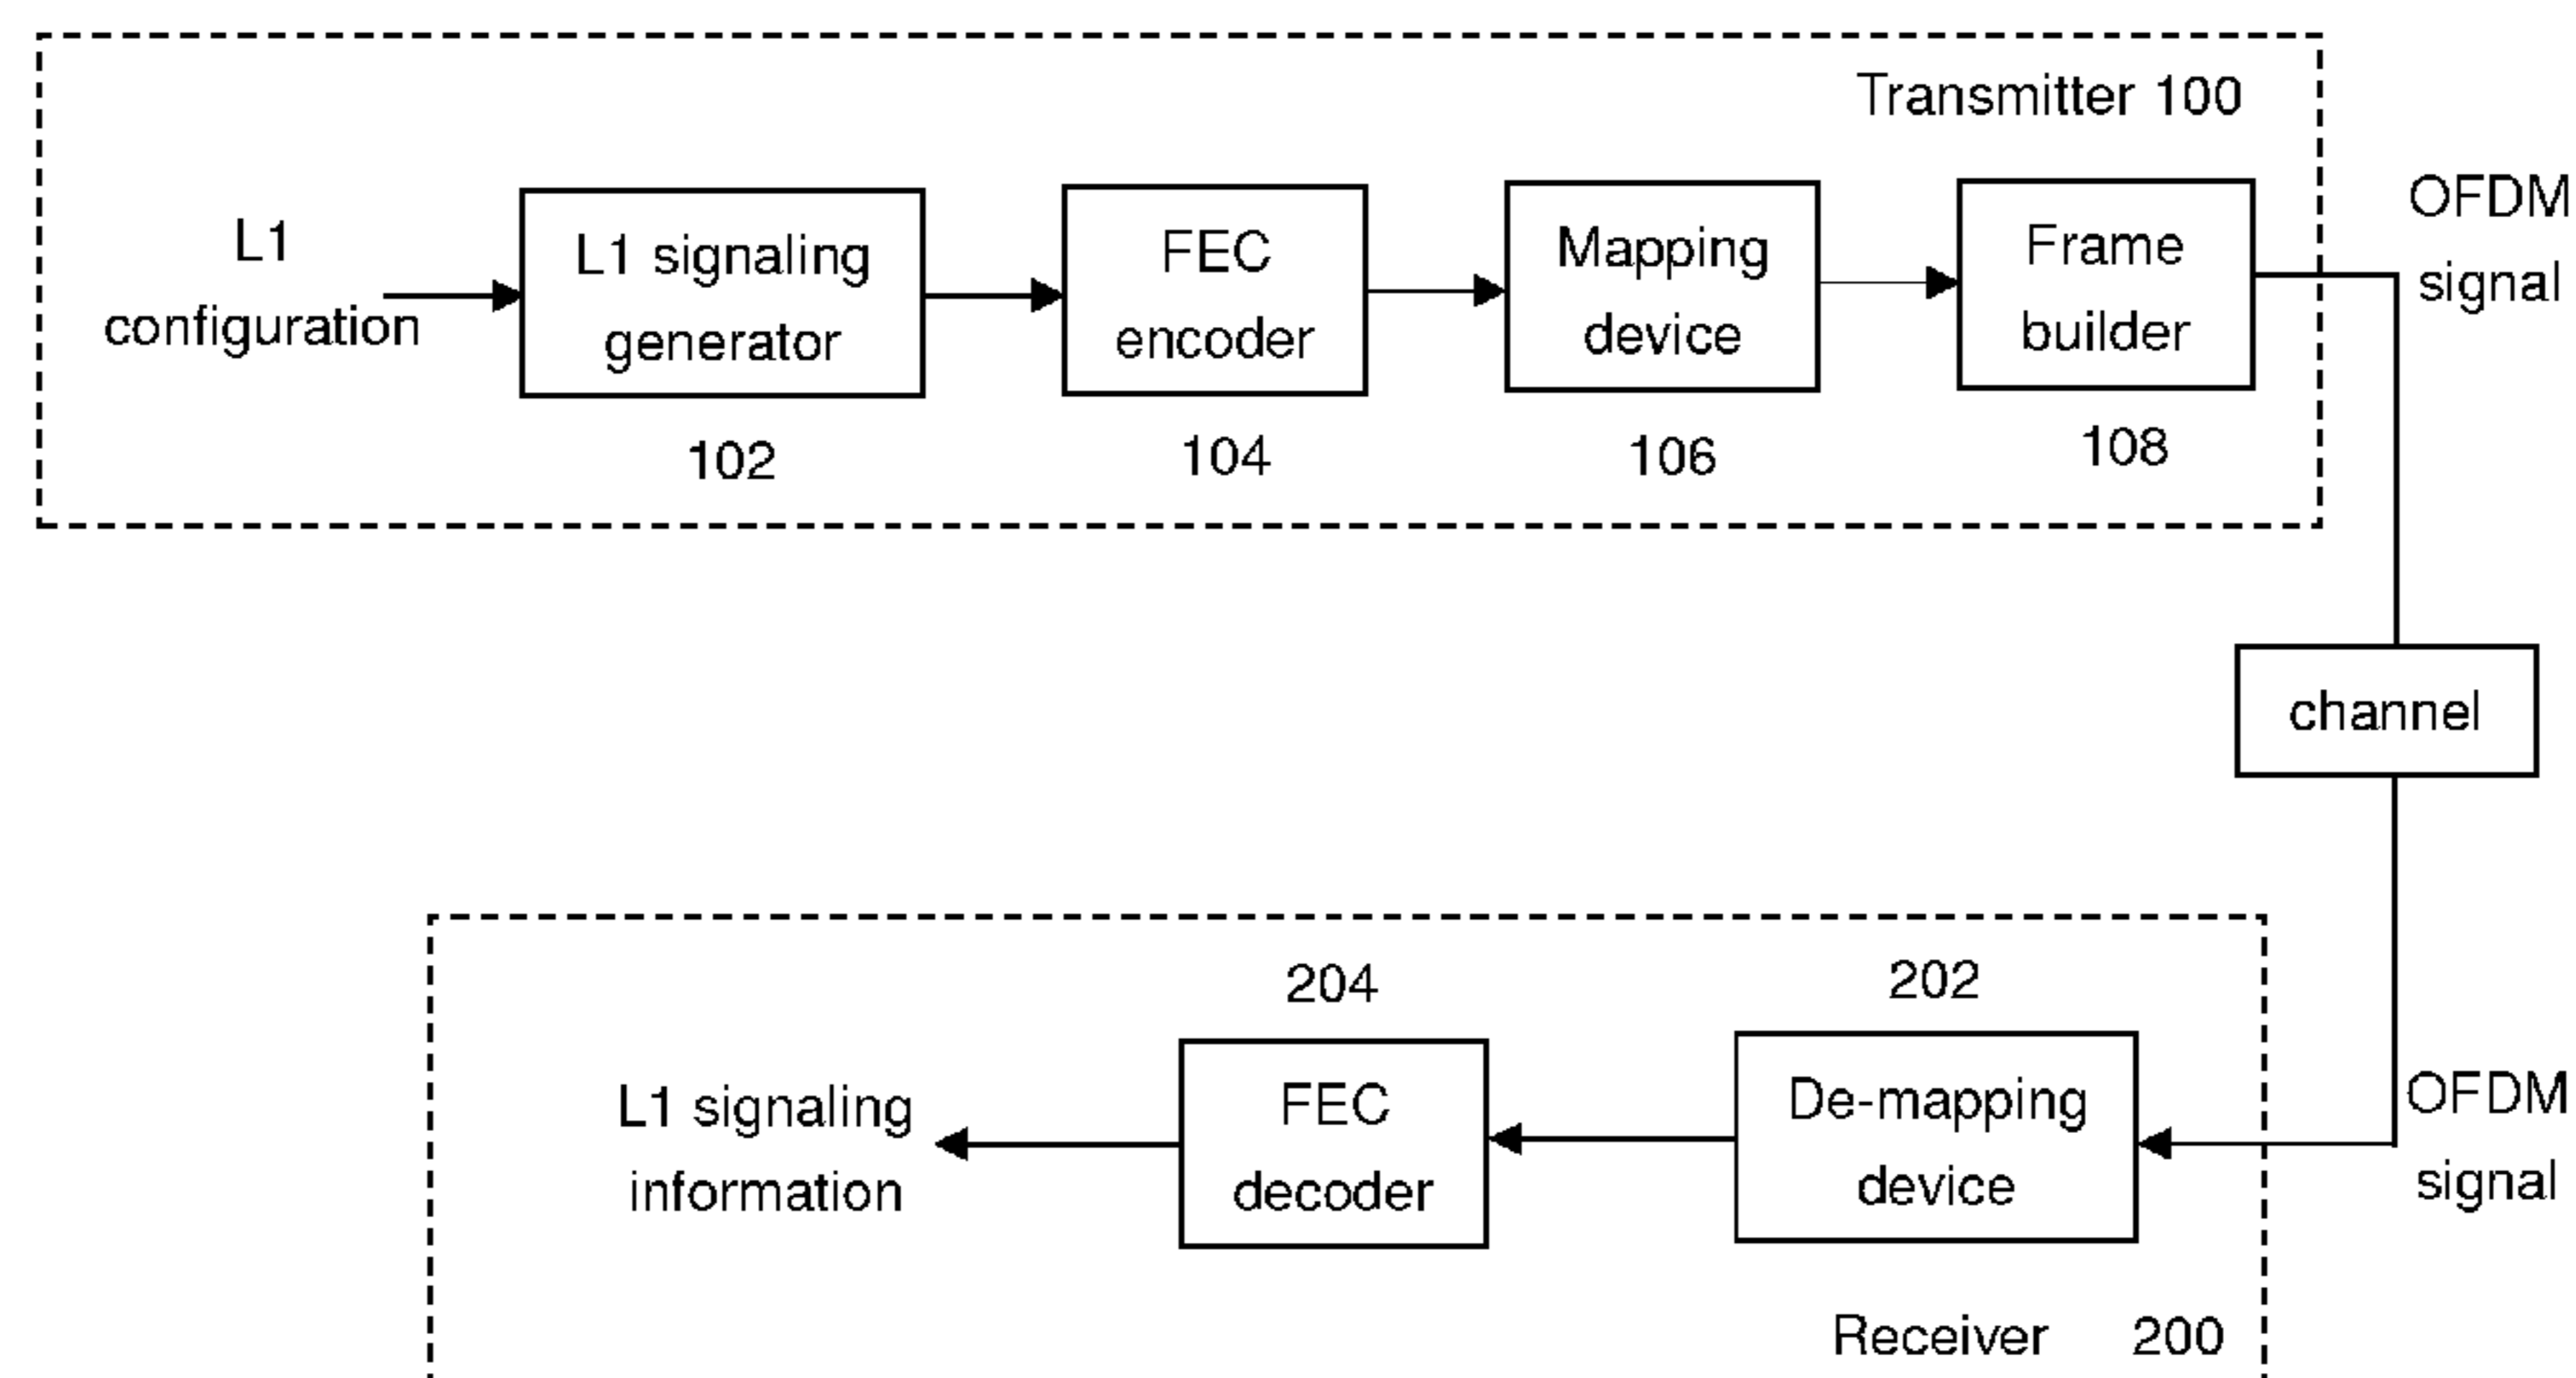 Transmitter 100
L1
configuration
L1 signaling
generator
102
FEC
encoder
104
Mapping
device
106
Frame
builder
108
OFDM
signal
channel
OFDM
signal
202
De-mapping
device
204
FEC
decoder
L1 signaling
information
Receiver 200